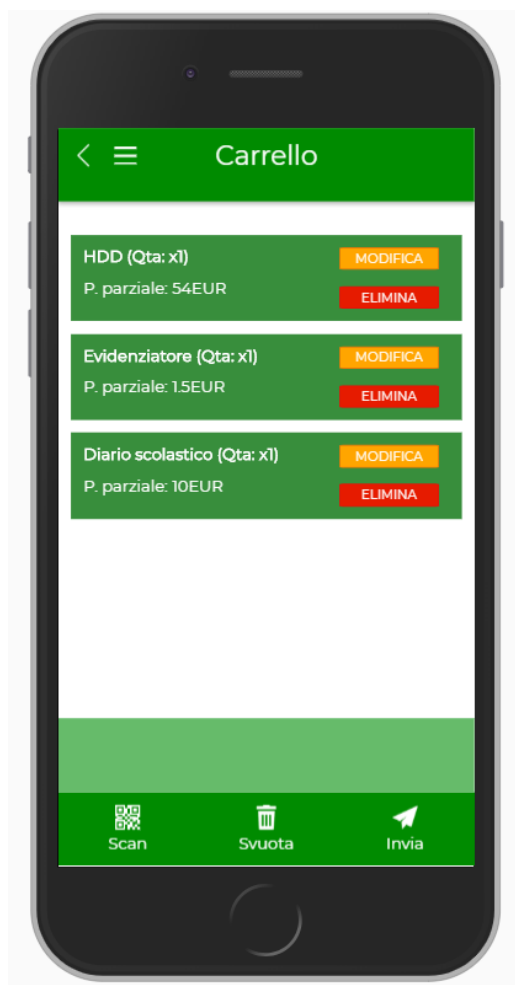 Carrello
HDD (Qta: x1)
MODIFICA
P. parziale: 54EUR
ELIMINA
Evidenziatore (Qta: x1)
MODIFICA
P. parziale: 1.5EUR
ELIMINA
Diario scolastico (Qta: x1)
MODIFICA
P. parziale: 10EUR
ELIMINA
Scan
Svuota
Invia